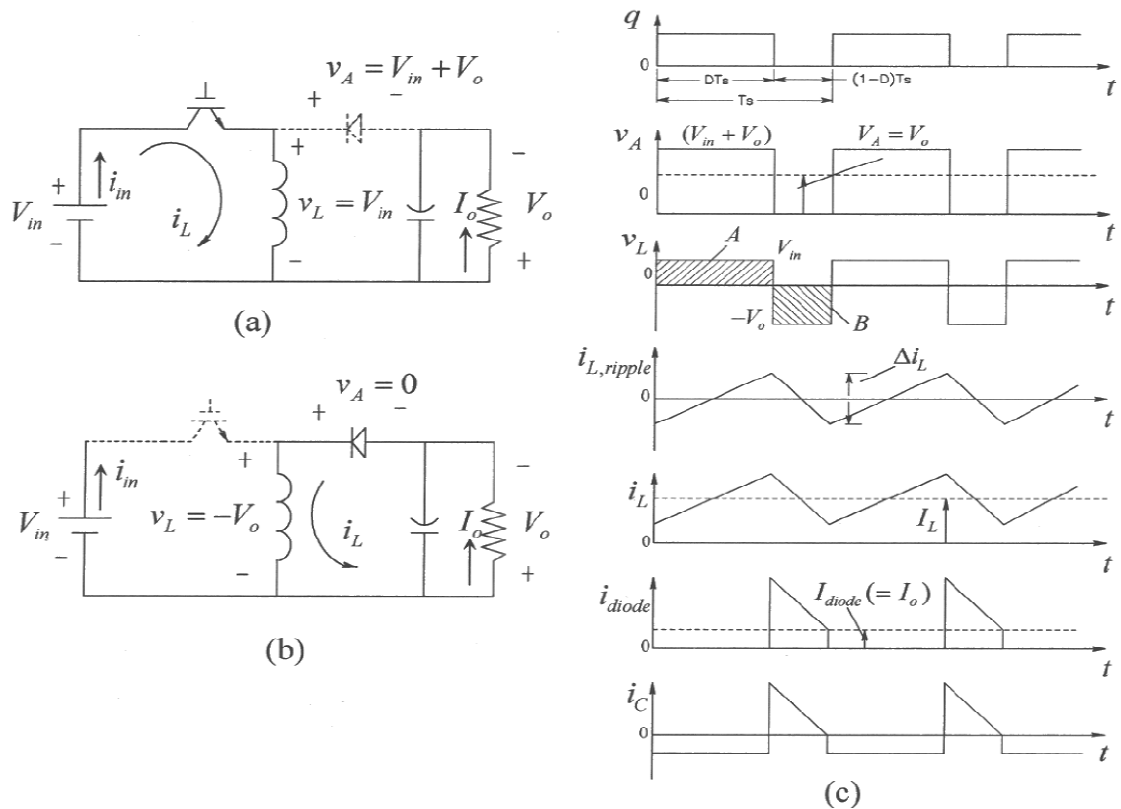 v_A = V_in + V_o
+ −
+
i_in
V_in
−
i_L
+
v_L = V_in
−
I_o
−
V_o
+
(a)
v_A = 0
+ −
+
i_in
V_in
−
+
v_L = −V_o
−
i_L
I_o
−
V_o
+
(b)
q
0
DTs
(1-D)Ts
Ts
t
v_A
(V_in + V_o)
V_A = V_o
0
t
v_L
A
V_in
0
−V_o
B
t
i_L,ripple
Δi_L
0
t
i_L
I_L
0
t
i_diode
I_diode (= I_o)
0
t
i_C
0
t
(c)